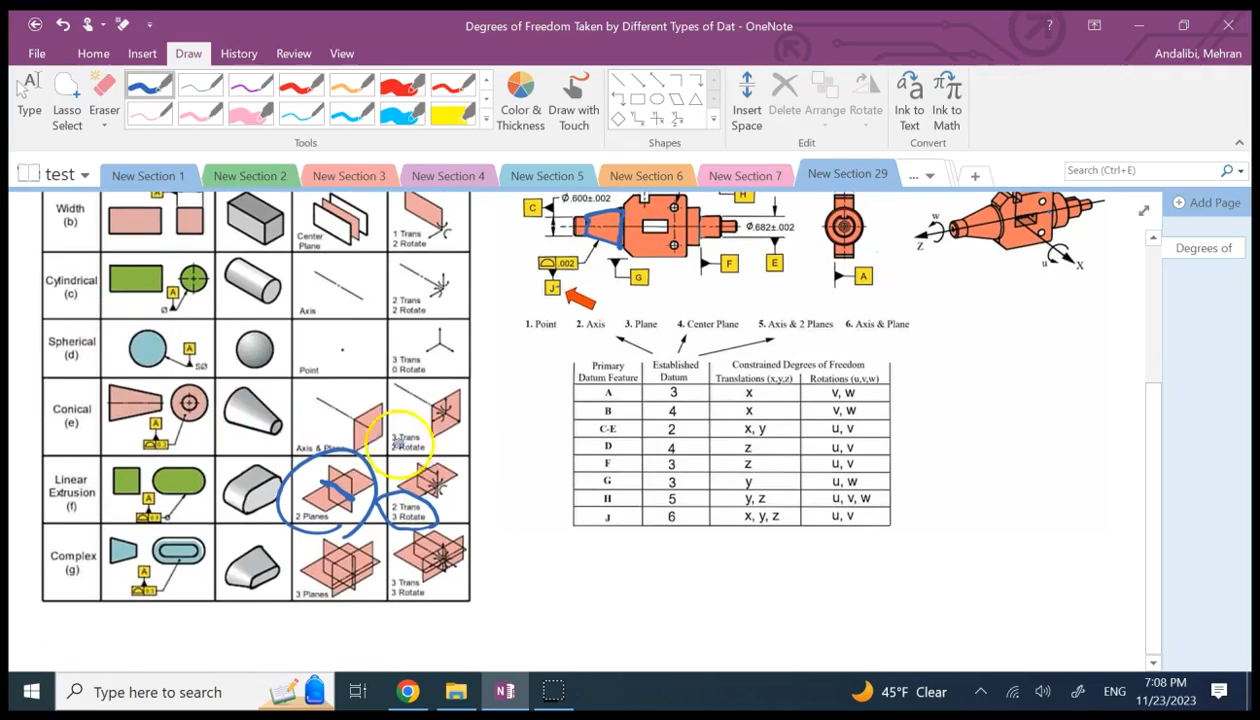 Degrees of Freedom Taken by Different Types of Dat - OneNote
Andalibi, Mehran
File Home Insert Draw History Review View
Type Lasso Select Eraser Color & Thickness Draw with Touch Insert Space Delete Arrange Rotate Ink to Text Ink to Math
Tools Shapes Edit Convert
test New Section 1 New Section 2 New Section 3 New Section 4 New Section 5 New Section 6 New Section 7 New Section 29 ... Search (Ctrl+E)
Add Page
Degrees of
Width (b) Center Plane 1 Trans 2 Rotate
Cylindrical (c) A Ø Axis 2 Trans 2 Rotate
Spherical (d) A SØ Point 3 Trans 0 Rotate
Conical (e) A Axis & Plane 3 Trans 2 Rotate
Linear Extrusion (f) A 2 Planes 2 Trans 3 Rotate
Complex (g) A 3 Planes 3 Trans 3 Rotate
C Ø.600±.002 H
Ø.682±.002
.002 J G F E A
w Z u X
1. Point 2. Axis 3. Plane 4. Center Plane 5. Axis & 2 Planes 6. Axis & Plane
Primary Datum Feature Established Datum Constrained Degrees of Freedom
Translations (x,y,z) Rotations (u,v,w)
A 3 x v, w
B 4 x v, w
C-E 2 x, y u, v
D 4 z u, v
F 3 z u, v
G 3 y u, w
H 5 y, z u, v, w
J 6 x, y, z u, v
Type here to search
45°F Clear ENG 7:08 PM
11/23/2023